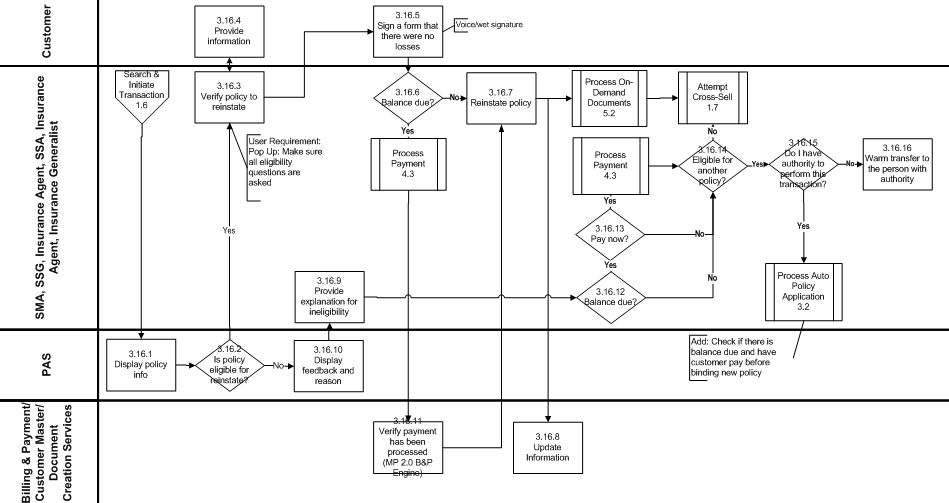 Customer
3.16.4
Provide
information
3.16.5
Sign a form that
there were no
losses
Voice/wet signature
SMA, SSG, Insurance Agent, SSA, Insurance
Agent, Insurance Generalist
Search &
Initiate
Transaction
1.6
3.16.3
Verify policy to
reinstate
User Requirement:
Pop Up: Make sure
all eligibility
questions are
asked
Yes
3.16.6
Balance due?
No
3.16.7
Reinstate policy
Yes
Process
Payment
4.3
Process On-
Demand
Documents
5.2
Attempt
Cross-Sell
1.7
No
Process
Payment
4.3
3.16.14
Eligible for
another
policy?
Yes
3.16.15
Do I have
authority to
perform this
transaction?
No
3.16.16
Warm transfer to
the person with
authority
Yes
3.16.13
Pay now?
No
Yes
Yes
3.16.9
Provide
explanation for
ineligibility
3.16.12
Balance due?
No
Process Auto
Policy
Application
3.2
PAS
3.16.1
Display policy
info
3.16.2
Is policy
eligible for
reinstate?
No
3.16.10
Display
feedback and
reason
Add: Check if there is
balance due and have
customer pay before
binding new policy
Billing & Payment/
Customer Master/
Document
Creation Services
3.16.11
Verify payment
has been
processed
(MP 2.0 B&P
Engine)
3.16.8
Update
Information